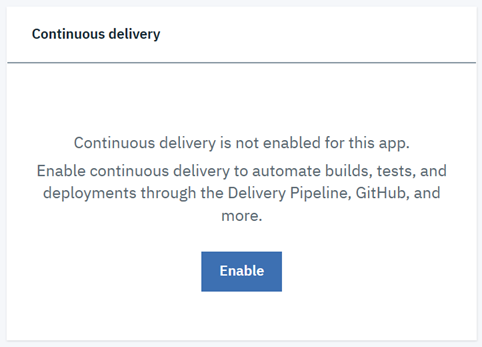 Continuous delivery
Continuous delivery is not enabled for this app.
Enable continuous delivery to automate builds, tests, and
deployments through the Delivery Pipeline, GitHub, and
more.
Enable